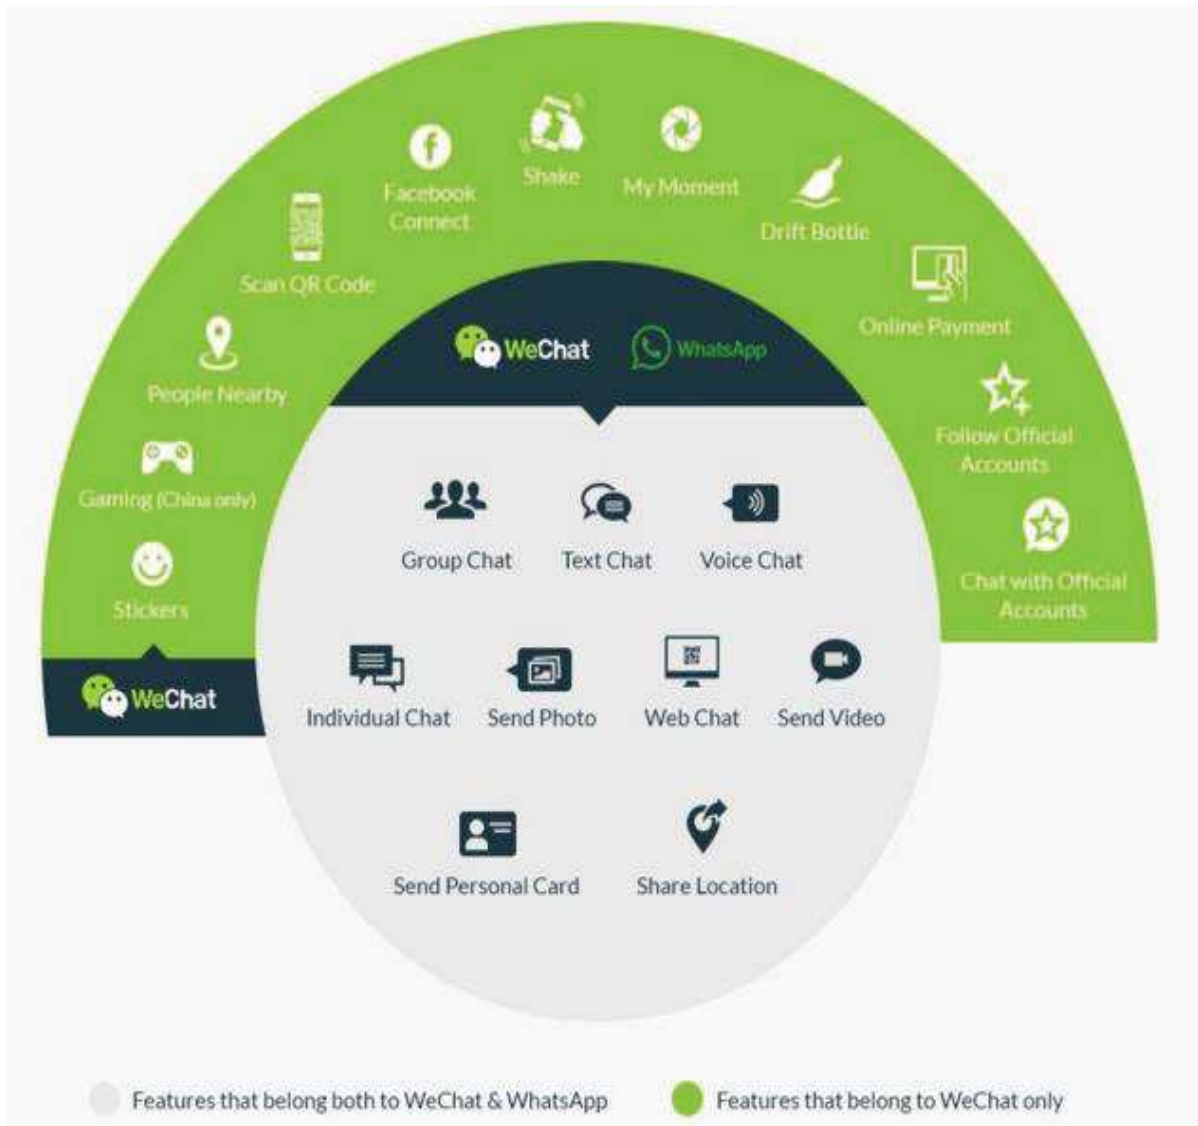 Shake
My Moment
Facebook
Connect
Drift Bottle
Scan QR Code
Online Payment
People Nearby
Follow Official
Accounts
Gaming (China only)
Chat with Official
Accounts
Stickers
WeChat
WeChat
WhatsApp
Group Chat
Text Chat
Voice Chat
Individual Chat
Send Photo
Web Chat
Send Video
Send Personal Card
Share Location
Features that belong both to WeChat & WhatsApp
Features that belong to WeChat only